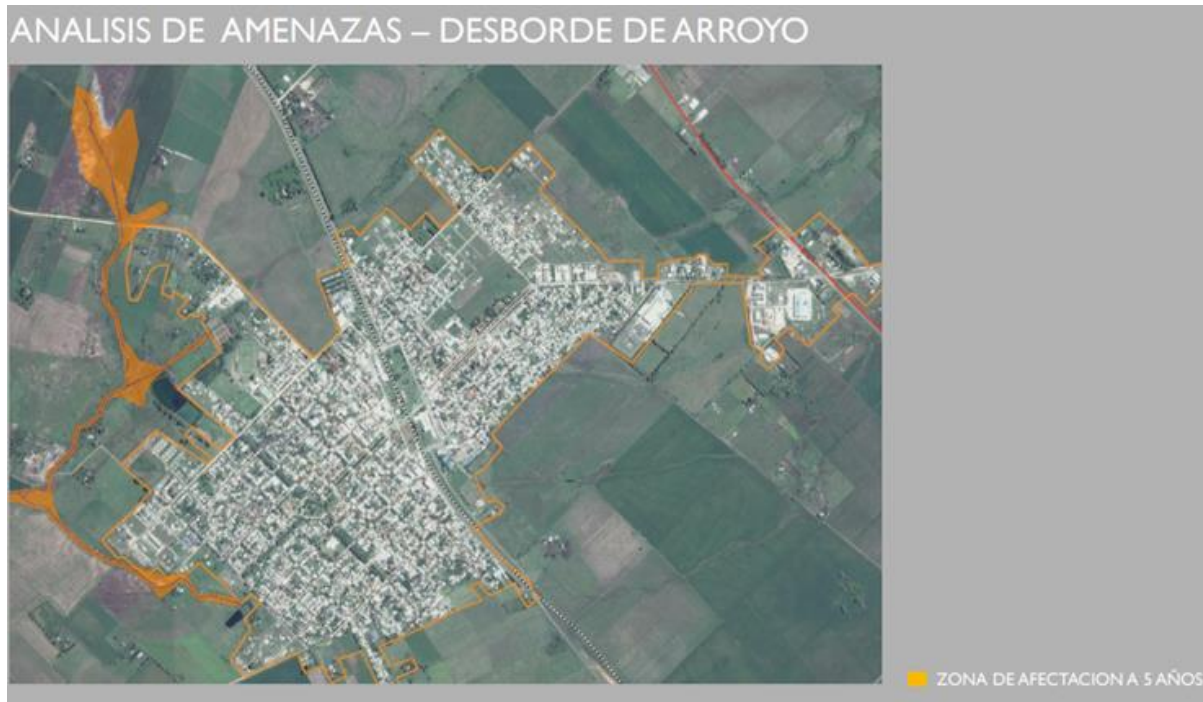 ANALISIS DE AMENAZAS – DESBORDE DE ARROYO
ZONA DE AFECTACION A 5 AÑOS